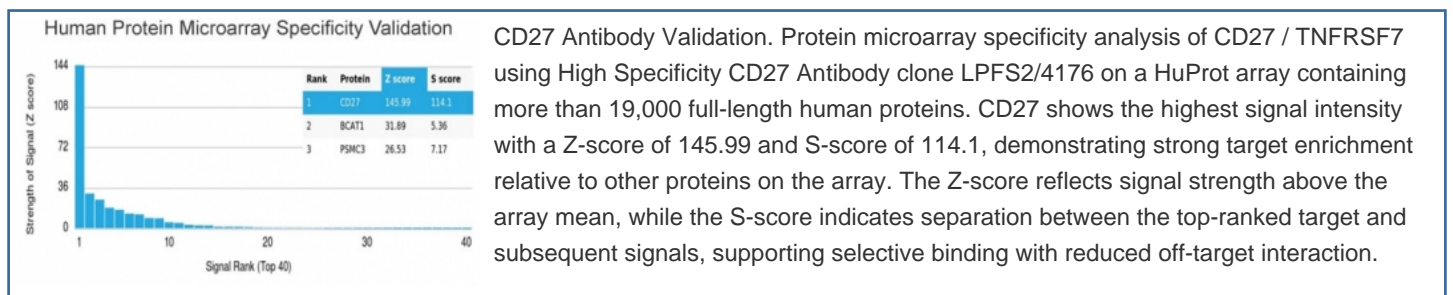 Human Protein Microarray Specificity Validation
Strength of Signal (Z score)
144
108
72
36
0
1
10
20
30
40
Signal Rank (Top 40)
Rank Protein Z score S score
1 CD27 145.99 114.1
2 BCAT1 31.89 5.36
3 PSMC3 26.53 7.17
CD27 Antibody Validation. Protein microarray specificity analysis of CD27 / TNFRSF7
using High Specificity CD27 Antibody clone LPFS2/4176 on a HuProt array containing
more than 19,000 full-length human proteins. CD27 shows the highest signal intensity
with a Z-score of 145.99 and S-score of 114.1, demonstrating strong target enrichment
relative to other proteins on the array. The Z-score reflects signal strength above the
array mean, while the S-score indicates separation between the top-ranked target and
subsequent signals, supporting selective binding with reduced off-target interaction.